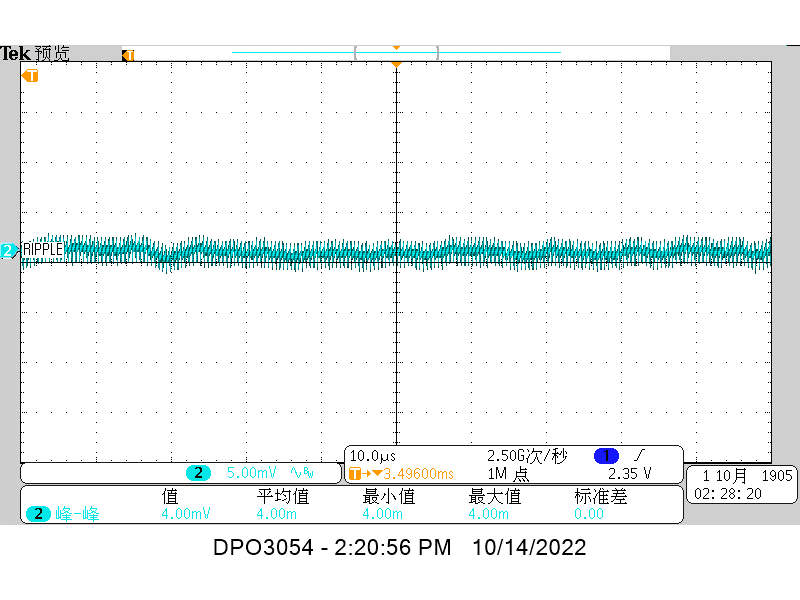 Tek 预览
T
T
2 RIPPLE
2 5.00mV
10.0µs 2.50G次/秒 1
T→▼3.49600ms 1M 点 2.35 V
1 10月 1905
02:28:20
值 平均值 最小值 最大值 标准差
2 峰-峰 4.00mV 4.00m 4.00m 4.00m 0.00
DPO3054 - 2:20:56 PM 10/14/2022